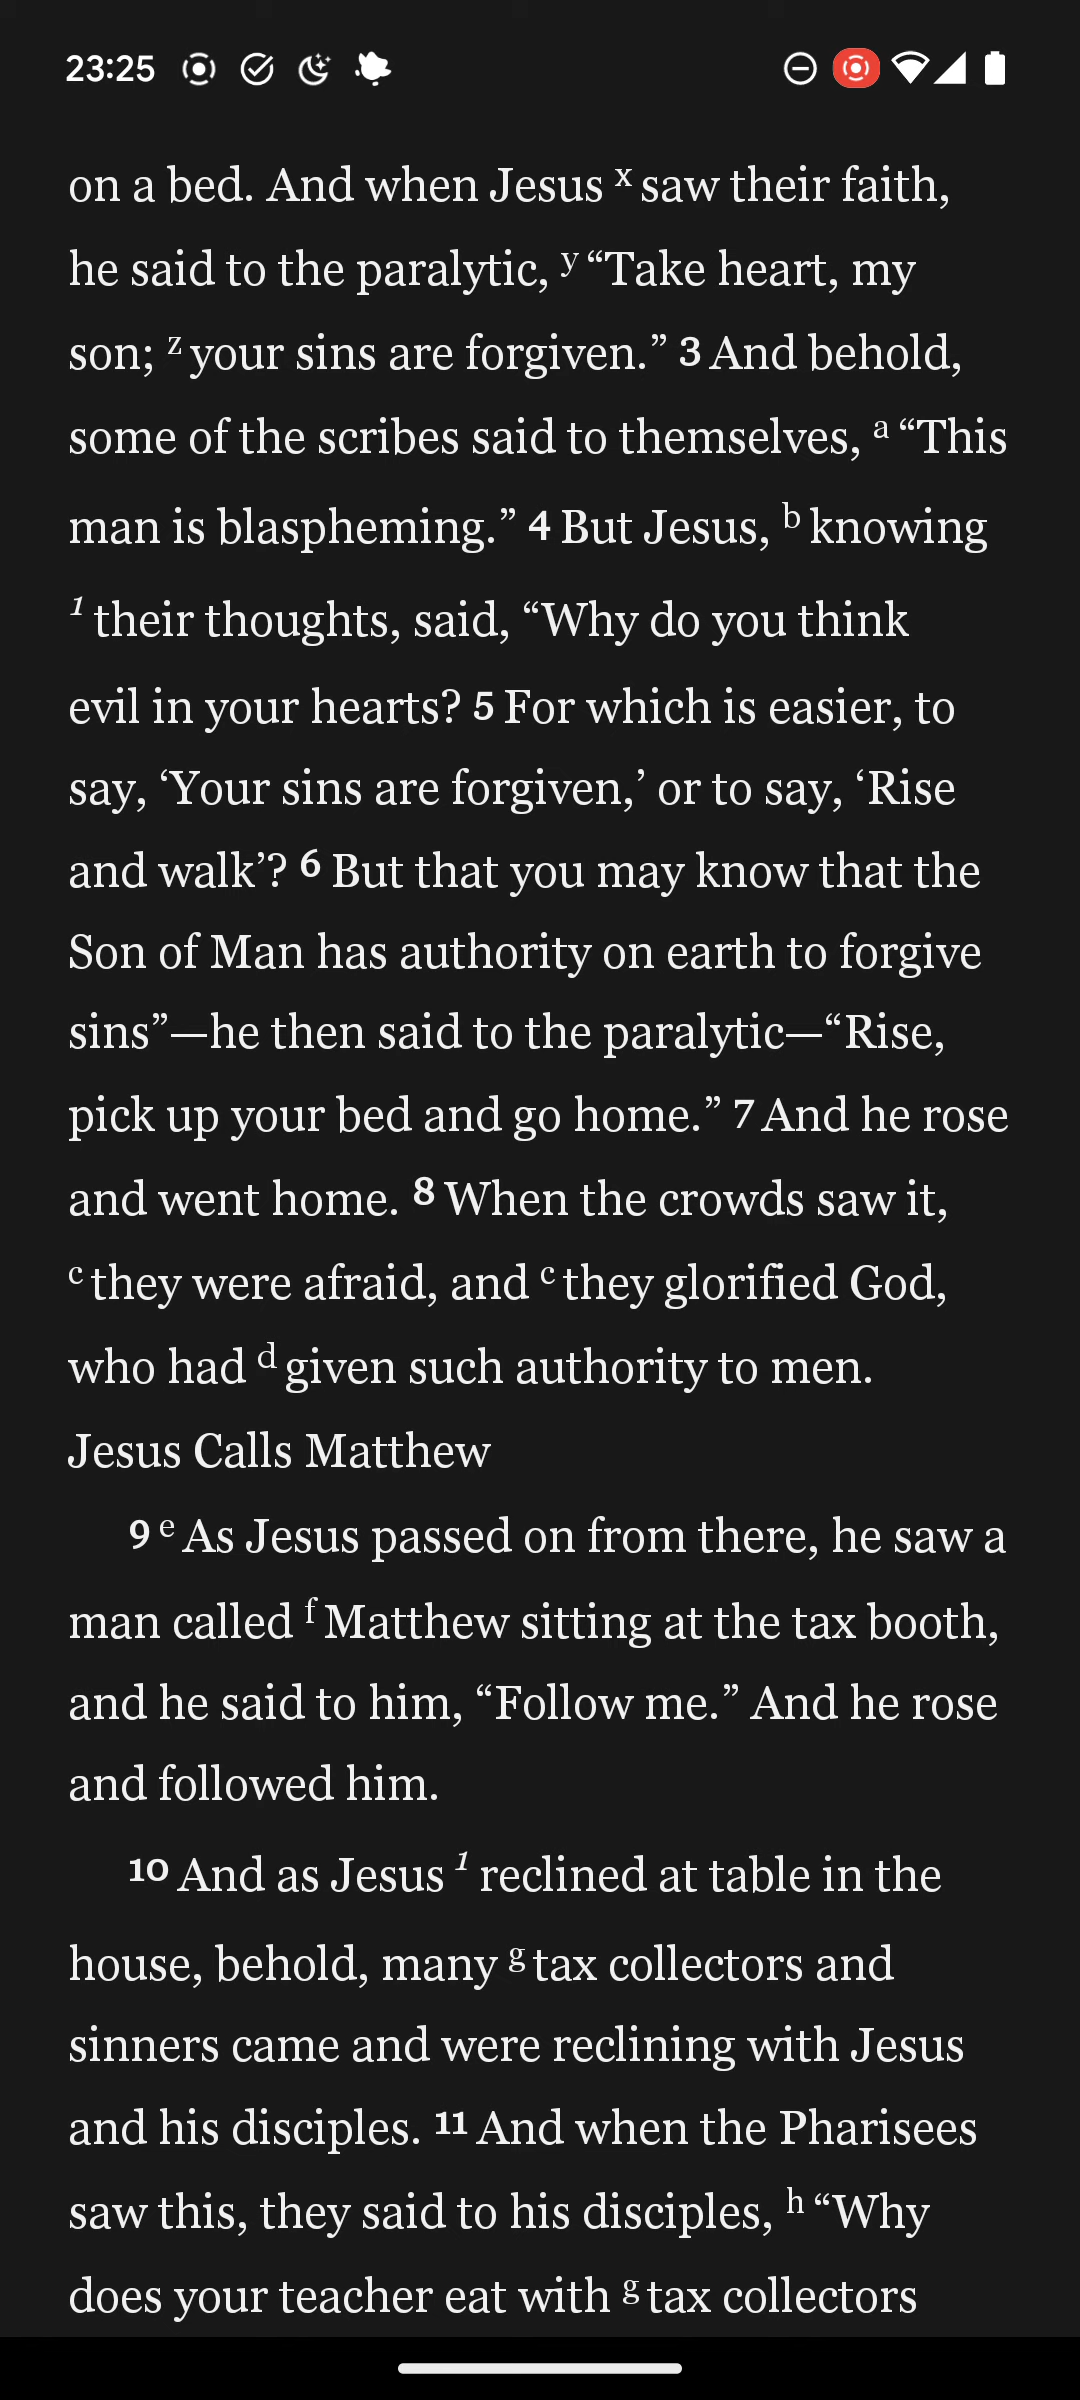 23:25
on a bed. And when Jesus x saw their faith,
he said to the paralytic, y “Take heart, my
son; z your sins are forgiven.” 3 And behold,
some of the scribes said to themselves, a “This
man is blaspheming.” 4 But Jesus, b knowing
1 their thoughts, said, “Why do you think
evil in your hearts? 5 For which is easier, to
say, ‘Your sins are forgiven,’ or to say, ‘Rise
and walk’? 6 But that you may know that the
Son of Man has authority on earth to forgive
sins”—he then said to the paralytic—“Rise,
pick up your bed and go home.” 7 And he rose
and went home. 8 When the crowds saw it,
c they were afraid, and c they glorified God,
who had d given such authority to men.
Jesus Calls Matthew
9 e As Jesus passed on from there, he saw a
man called f Matthew sitting at the tax booth,
and he said to him, “Follow me.” And he rose
and followed him.
10 And as Jesus 1 reclined at table in the
house, behold, many g tax collectors and
sinners came and were reclining with Jesus
and his disciples. 11 And when the Pharisees
saw this, they said to his disciples, h “Why
does your teacher eat with g tax collectors